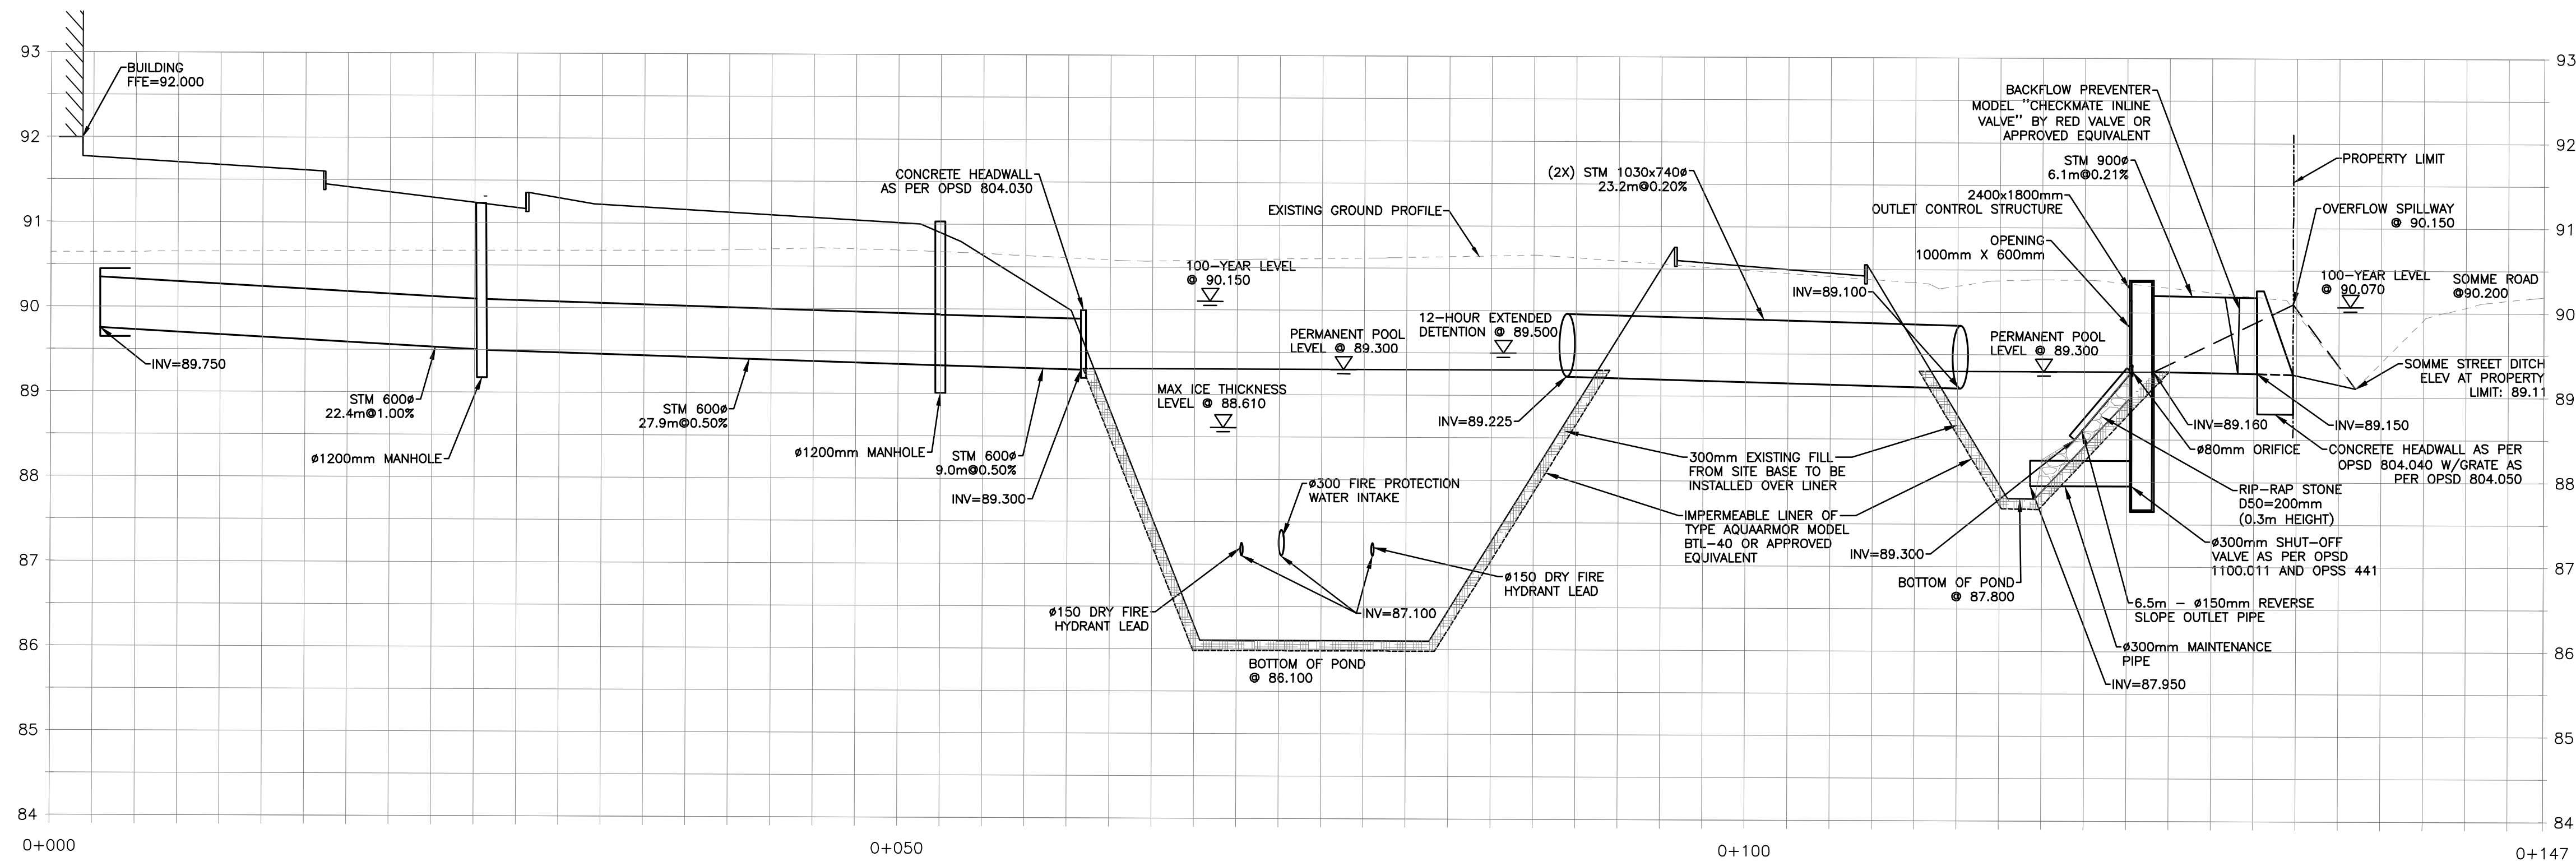 93
92
91
90
89
88
87
86
85
84
0+000
0+050
0+100
0+147
93
92
91
90
89
88
87
86
85
84
BUILDING
FFE=92.000
INV=89.750
STM 600ø
22.4m@1.00%
ø1200mm MANHOLE
STM 600ø
27.9m@0.50%
ø1200mm MANHOLE
CONCRETE HEADWALL
AS PER OPSD 804.030
STM 600ø
9.0m@0.50%
INV=89.300
100-YEAR LEVEL
@ 90.150
EXISTING GROUND PROFILE
PERMANENT POOL
LEVEL @ 89.300
12-HOUR EXTENDED
DETENTION @ 89.500
MAX ICE THICKNESS
LEVEL @ 88.610
ø300 FIRE PROTECTION
WATER INTAKE
ø150 DRY FIRE
HYDRANT LEAD
INV=87.100
ø150 DRY FIRE
HYDRANT LEAD
BOTTOM OF POND
@ 86.100
(2X) STM 1030x740ø
23.2m@0.20%
INV=89.225
INV=89.100
300mm EXISTING FILL
FROM SITE BASE TO BE
INSTALLED OVER LINER
IMPERMEABLE LINER OF
TYPE AQUAARMOR MODEL
BTL-40 OR APPROVED
EQUIVALENT
BACKFLOW PREVENTER
MODEL "CHECKMATE INLINE
VALVE" BY RED VALVE OR
APPROVED EQUIVALENT
STM 900ø
6.1m@0.21%
2400x1800mm
OUTLET CONTROL STRUCTURE
OPENING
1000mm X 600mm
PERMANENT POOL
LEVEL @ 89.300
PROPERTY LIMIT
OVERFLOW SPILLWAY
@ 90.150
100-YEAR LEVEL
@ 90.070
SOMME ROAD
@90.200
SOMME STREET DITCH
ELEV AT PROPERTY
LIMIT: 89.11
INV=89.160
INV=89.150
ø80mm ORIFICE
CONCRETE HEADWALL AS PER
OPSD 804.040 W/GRATE AS
PER OPSD 804.050
RIP-RAP STONE
D50=200mm
(0.3m HEIGHT)
INV=89.300
ø300mm SHUT-OFF
VALVE AS PER OPSD
1100.011 AND OPSS 441
BOTTOM OF POND
@ 87.800
6.5m - ø150mm REVERSE
SLOPE OUTLET PIPE
ø300mm MAINTENANCE
PIPE
INV=87.950